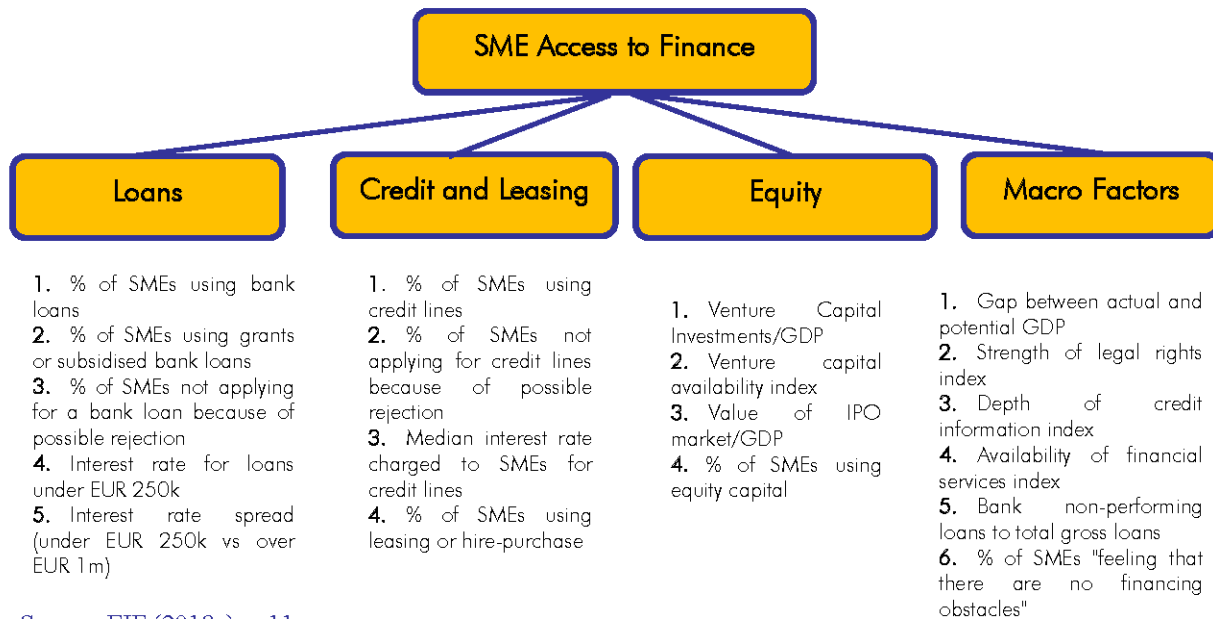 SME Access to Finance
Loans
Credit and Leasing
Equity
Macro Factors
1. % of SMEs using bank
loans
2. % of SMEs using grants
or subsidised bank loans
3. % of SMEs not applying
for a bank loan because of
possible rejection
4. Interest rate for loans
under EUR 250k
5. Interest rate spread
(under EUR 250k vs over
EUR 1m)
1. % of SMEs using
credit lines
2. % of SMEs not
applying for credit lines
because of possible
rejection
3. Median interest rate
charged to SMEs for
credit lines
4. % of SMEs using
leasing or hire-purchase
1. Venture Capital
Investments/GDP
2. Venture capital
availability index
3. Value of IPO
market/GDP
4. % of SMEs using
equity capital
1. Gap between actual and
potential GDP
2. Strength of legal rights
index
3. Depth of credit
information index
4. Availability of financial
services index
5. Bank non-performing
loans to total gross loans
6. % of SMEs "feeling that
there are no financing
obstacles"